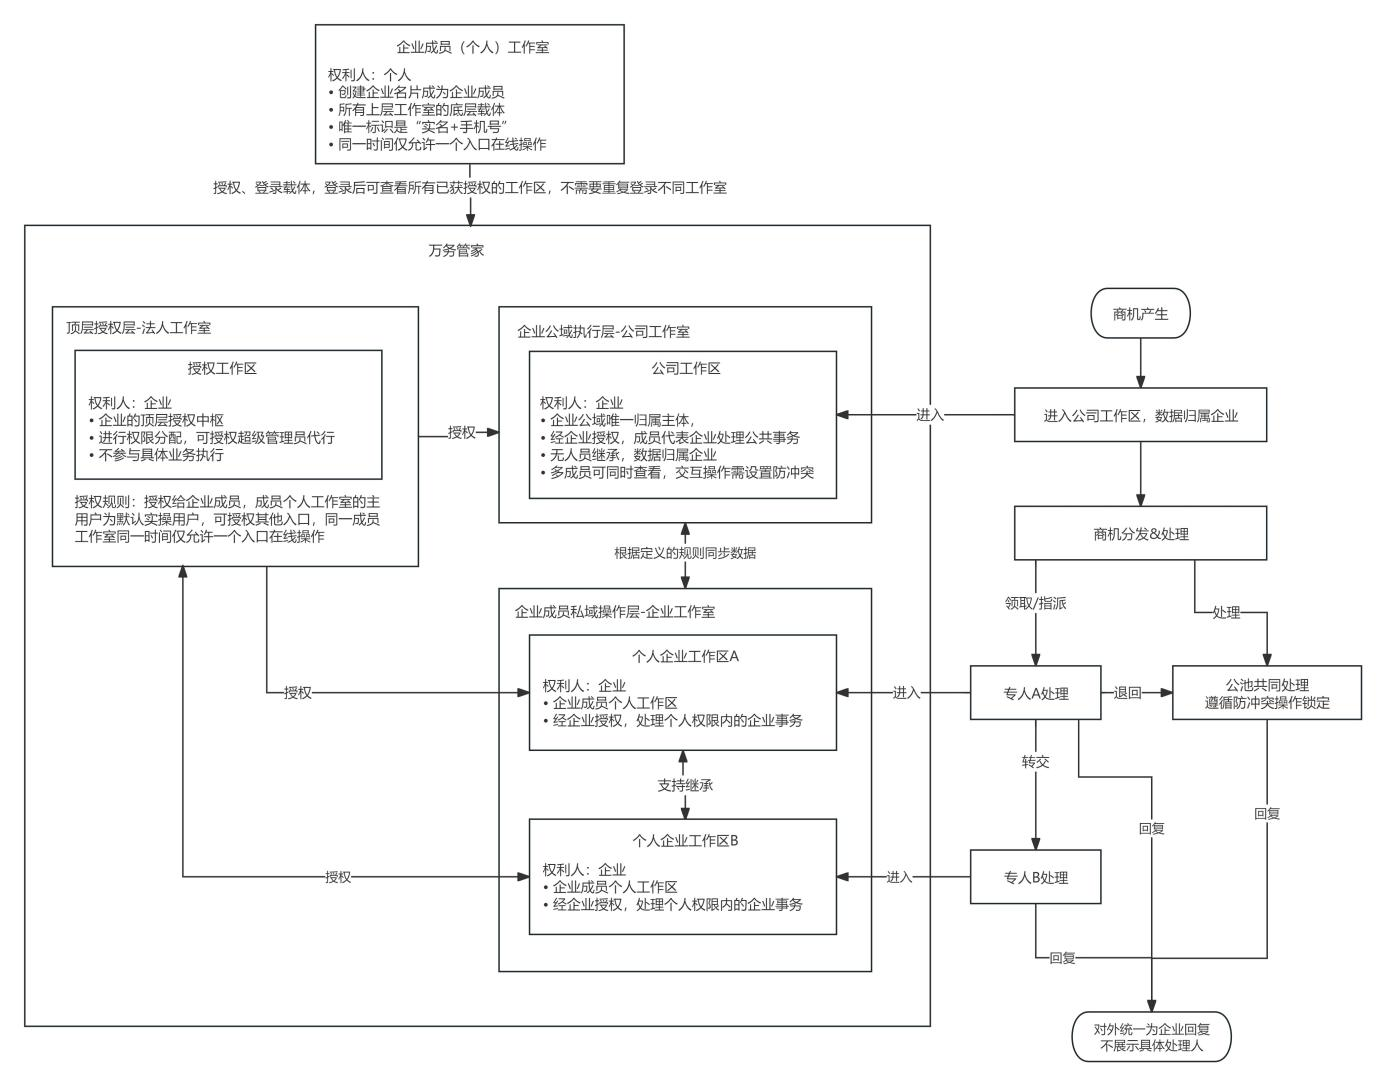 企业成员（个人）工作室
权利人：个人
• 创建企业名片成为企业成员
• 所有上层工作室的底层载体
• 唯一标识是“实名+手机号”
• 同一时间仅允许一个入口在线操作
授权、登录载体，登录后可查看所有已获授权的工作区，不需要重复登录不同工作室
万务管家
顶层授权层-法人工作室
授权工作区
权利人：企业
• 企业的顶层授权中枢
• 进行权限分配，可授权超级管理员代行
• 不参与具体业务执行
授权规则：授权给企业成员，成员个人工作室的主
用户为默认实操用户，可授权其他入口，同一成员
工作室同一时间仅允许一个入口在线操作
授权
企业公域执行层-公司工作室
公司工作区
权利人：企业
• 企业公域唯一归属主体，
• 经企业授权，成员代表企业处理公共事务
• 无人员继承，数据归属企业
• 多成员可同时查看，交互操作需设置防冲突
根据定义的规则同步数据
企业成员私域操作层-企业工作室
个人企业工作区A
权利人：企业
• 企业成员个人工作区
• 经企业授权，处理个人权限内的企业事务
授权
支持继承
个人企业工作区B
权利人：企业
• 企业成员个人工作区
• 经企业授权，处理个人权限内的企业事务
授权
商机产生
进入公司工作区，数据归属企业
进入
商机分发&处理
领取/指派
处理
专人A处理
进入
退回
公池共同处理
遵循防冲突操作锁定
转交
回复
回复
专人B处理
进入
回复
对外统一为企业回复
不展示具体处理人